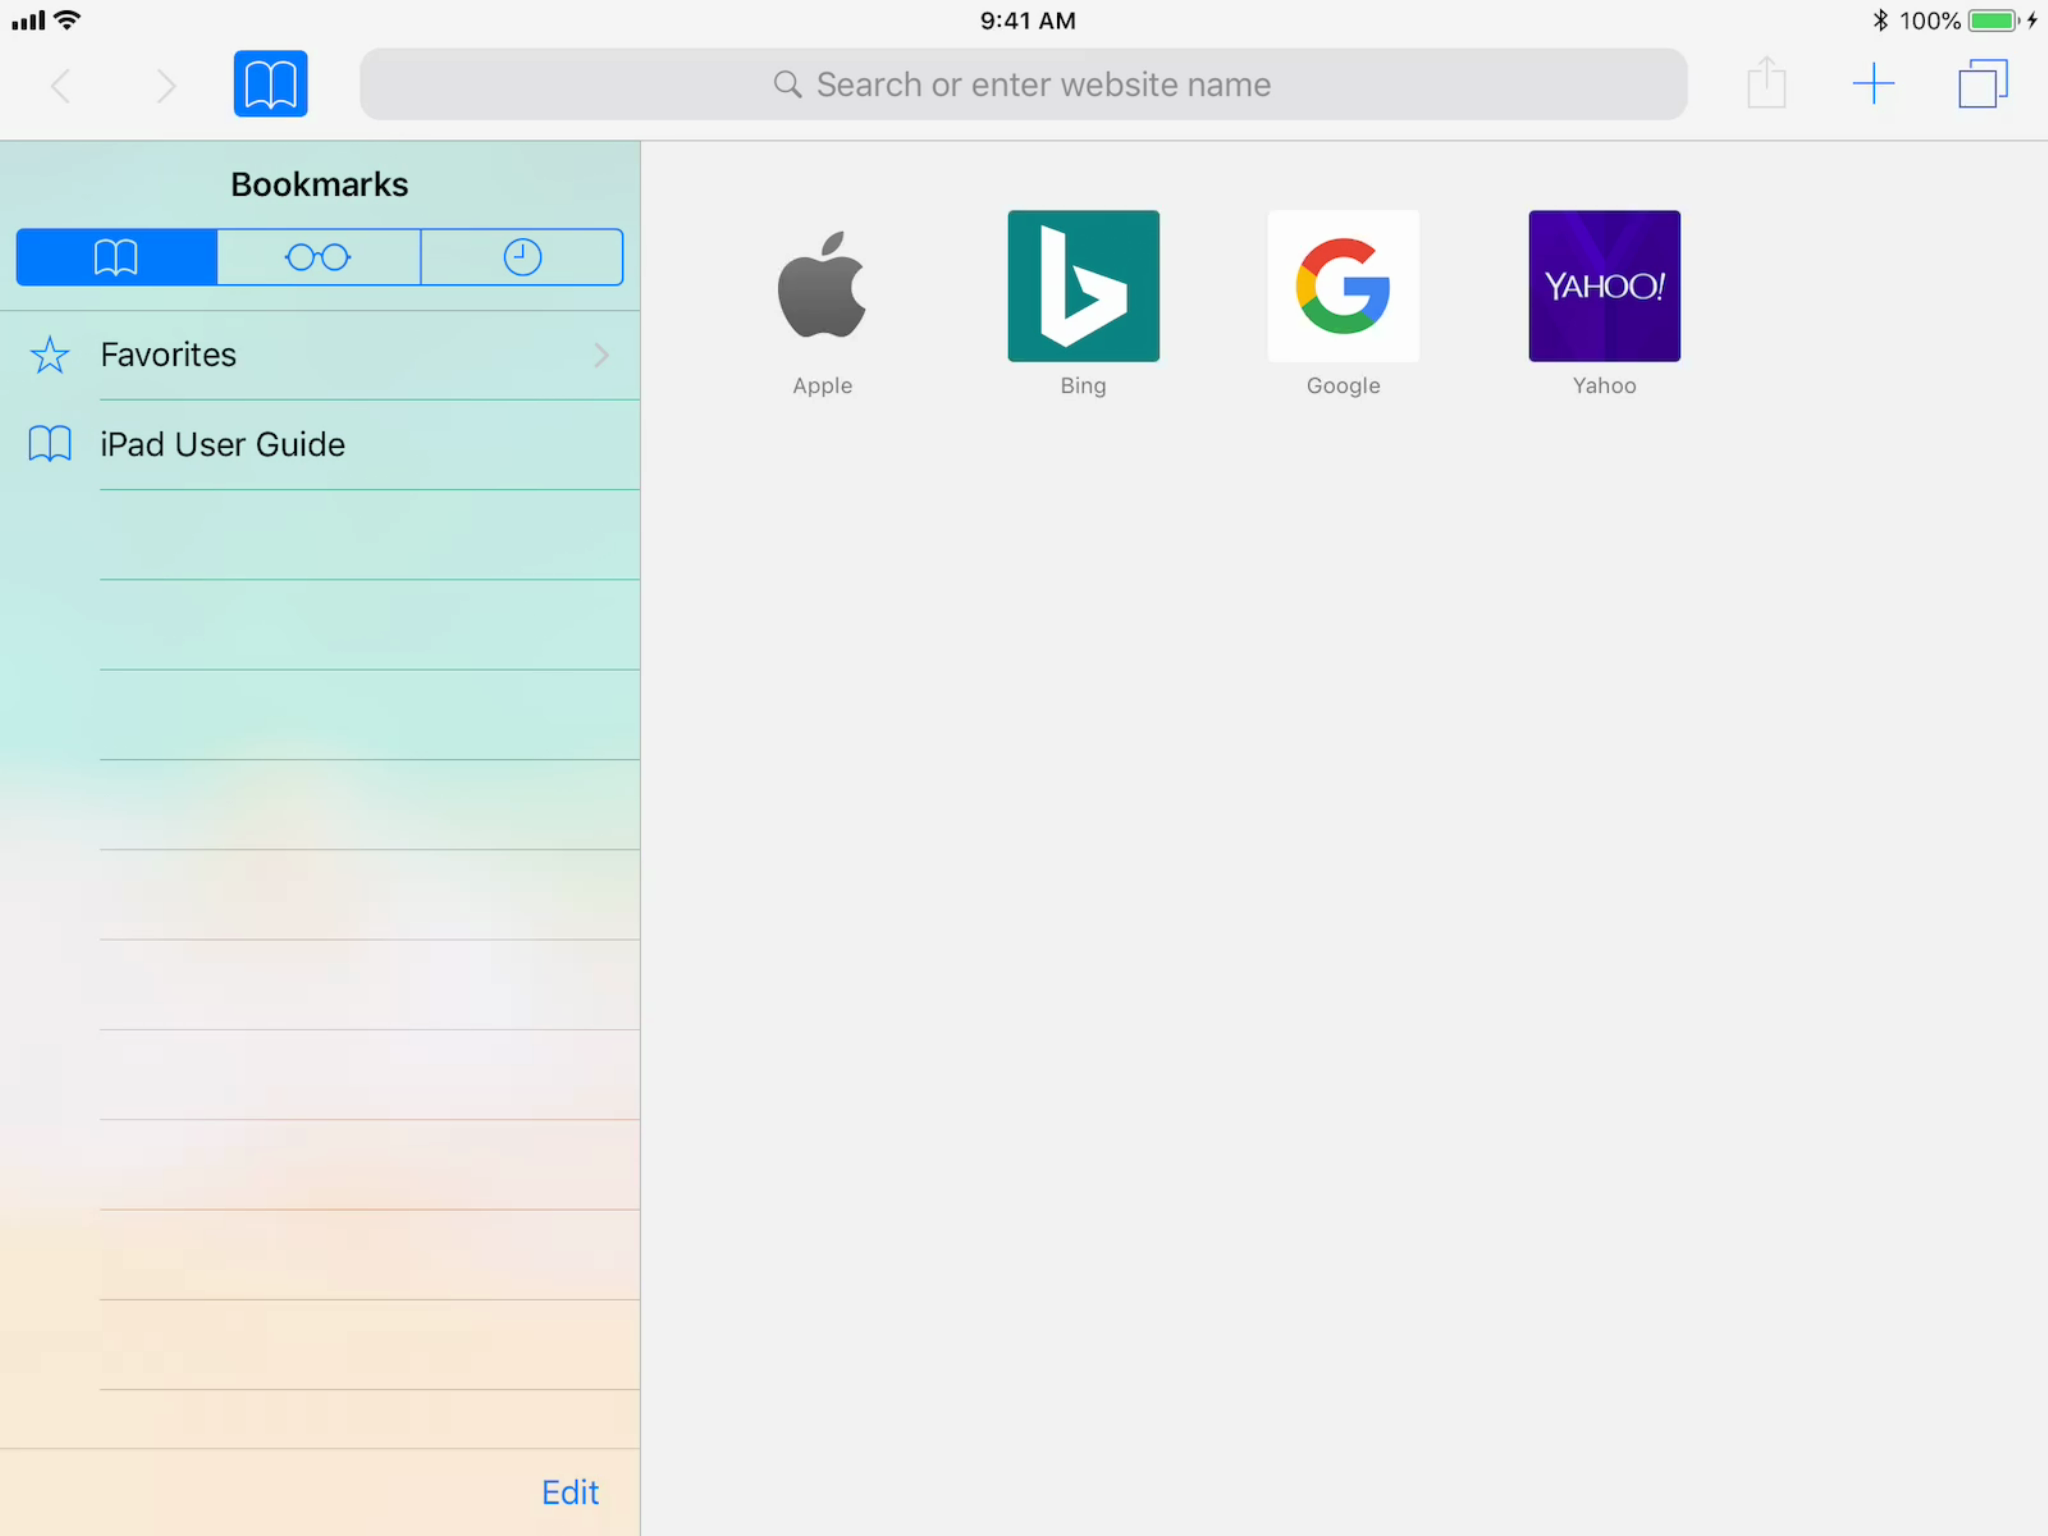 9:41 AM
100%
Search or enter website name
Bookmarks
Favorites
iPad User Guide
YAHOO!
Apple
Bing
Google
Yahoo
Edit